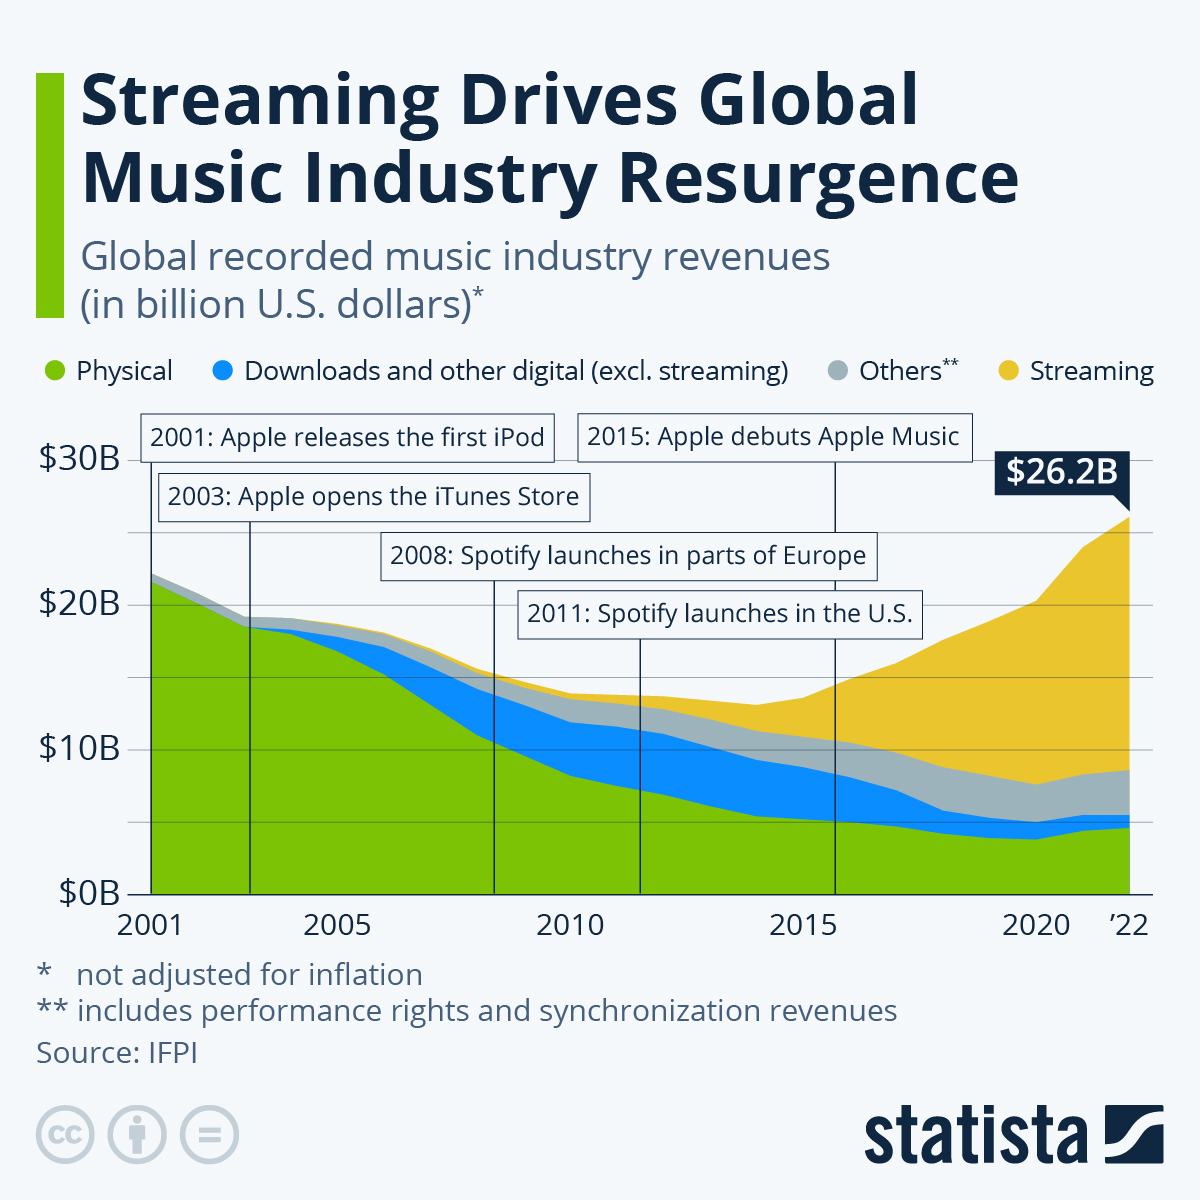 Streaming Drives Global
Music Industry Resurgence
Global recorded music industry revenues
(in billion U.S. dollars)*
Physical
Downloads and other digital (excl. streaming)
Others**
Streaming
2001: Apple releases the first iPod
2015: Apple debuts Apple Music
$30B
$26.2B
2003: Apple opens the iTunes Store
2008: Spotify launches in parts of Europe
$20B
2011: Spotify launches in the U.S.
$10B
$0B
2001
2005
2010
2015
2020
’22
* not adjusted for inflation
** includes performance rights and synchronization revenues
Source: IFPI
cc
statista